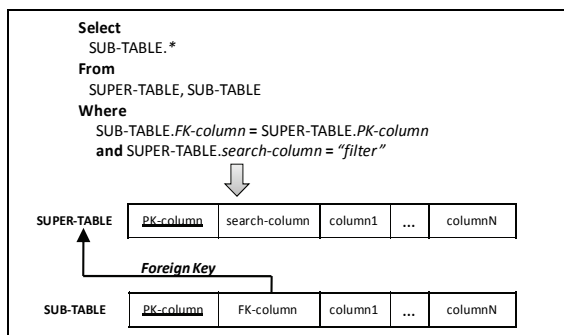 Select
SUB-TABLE.*
From
SUPER-TABLE, SUB-TABLE
Where
SUB-TABLE.FK-column = SUPER-TABLE.PK-column
and SUPER-TABLE.search-column = “filter”
SUPER-TABLE PK-column search-column column1 ... columnN
Foreign Key
SUB-TABLE PK-column FK-column column1 ... columnN